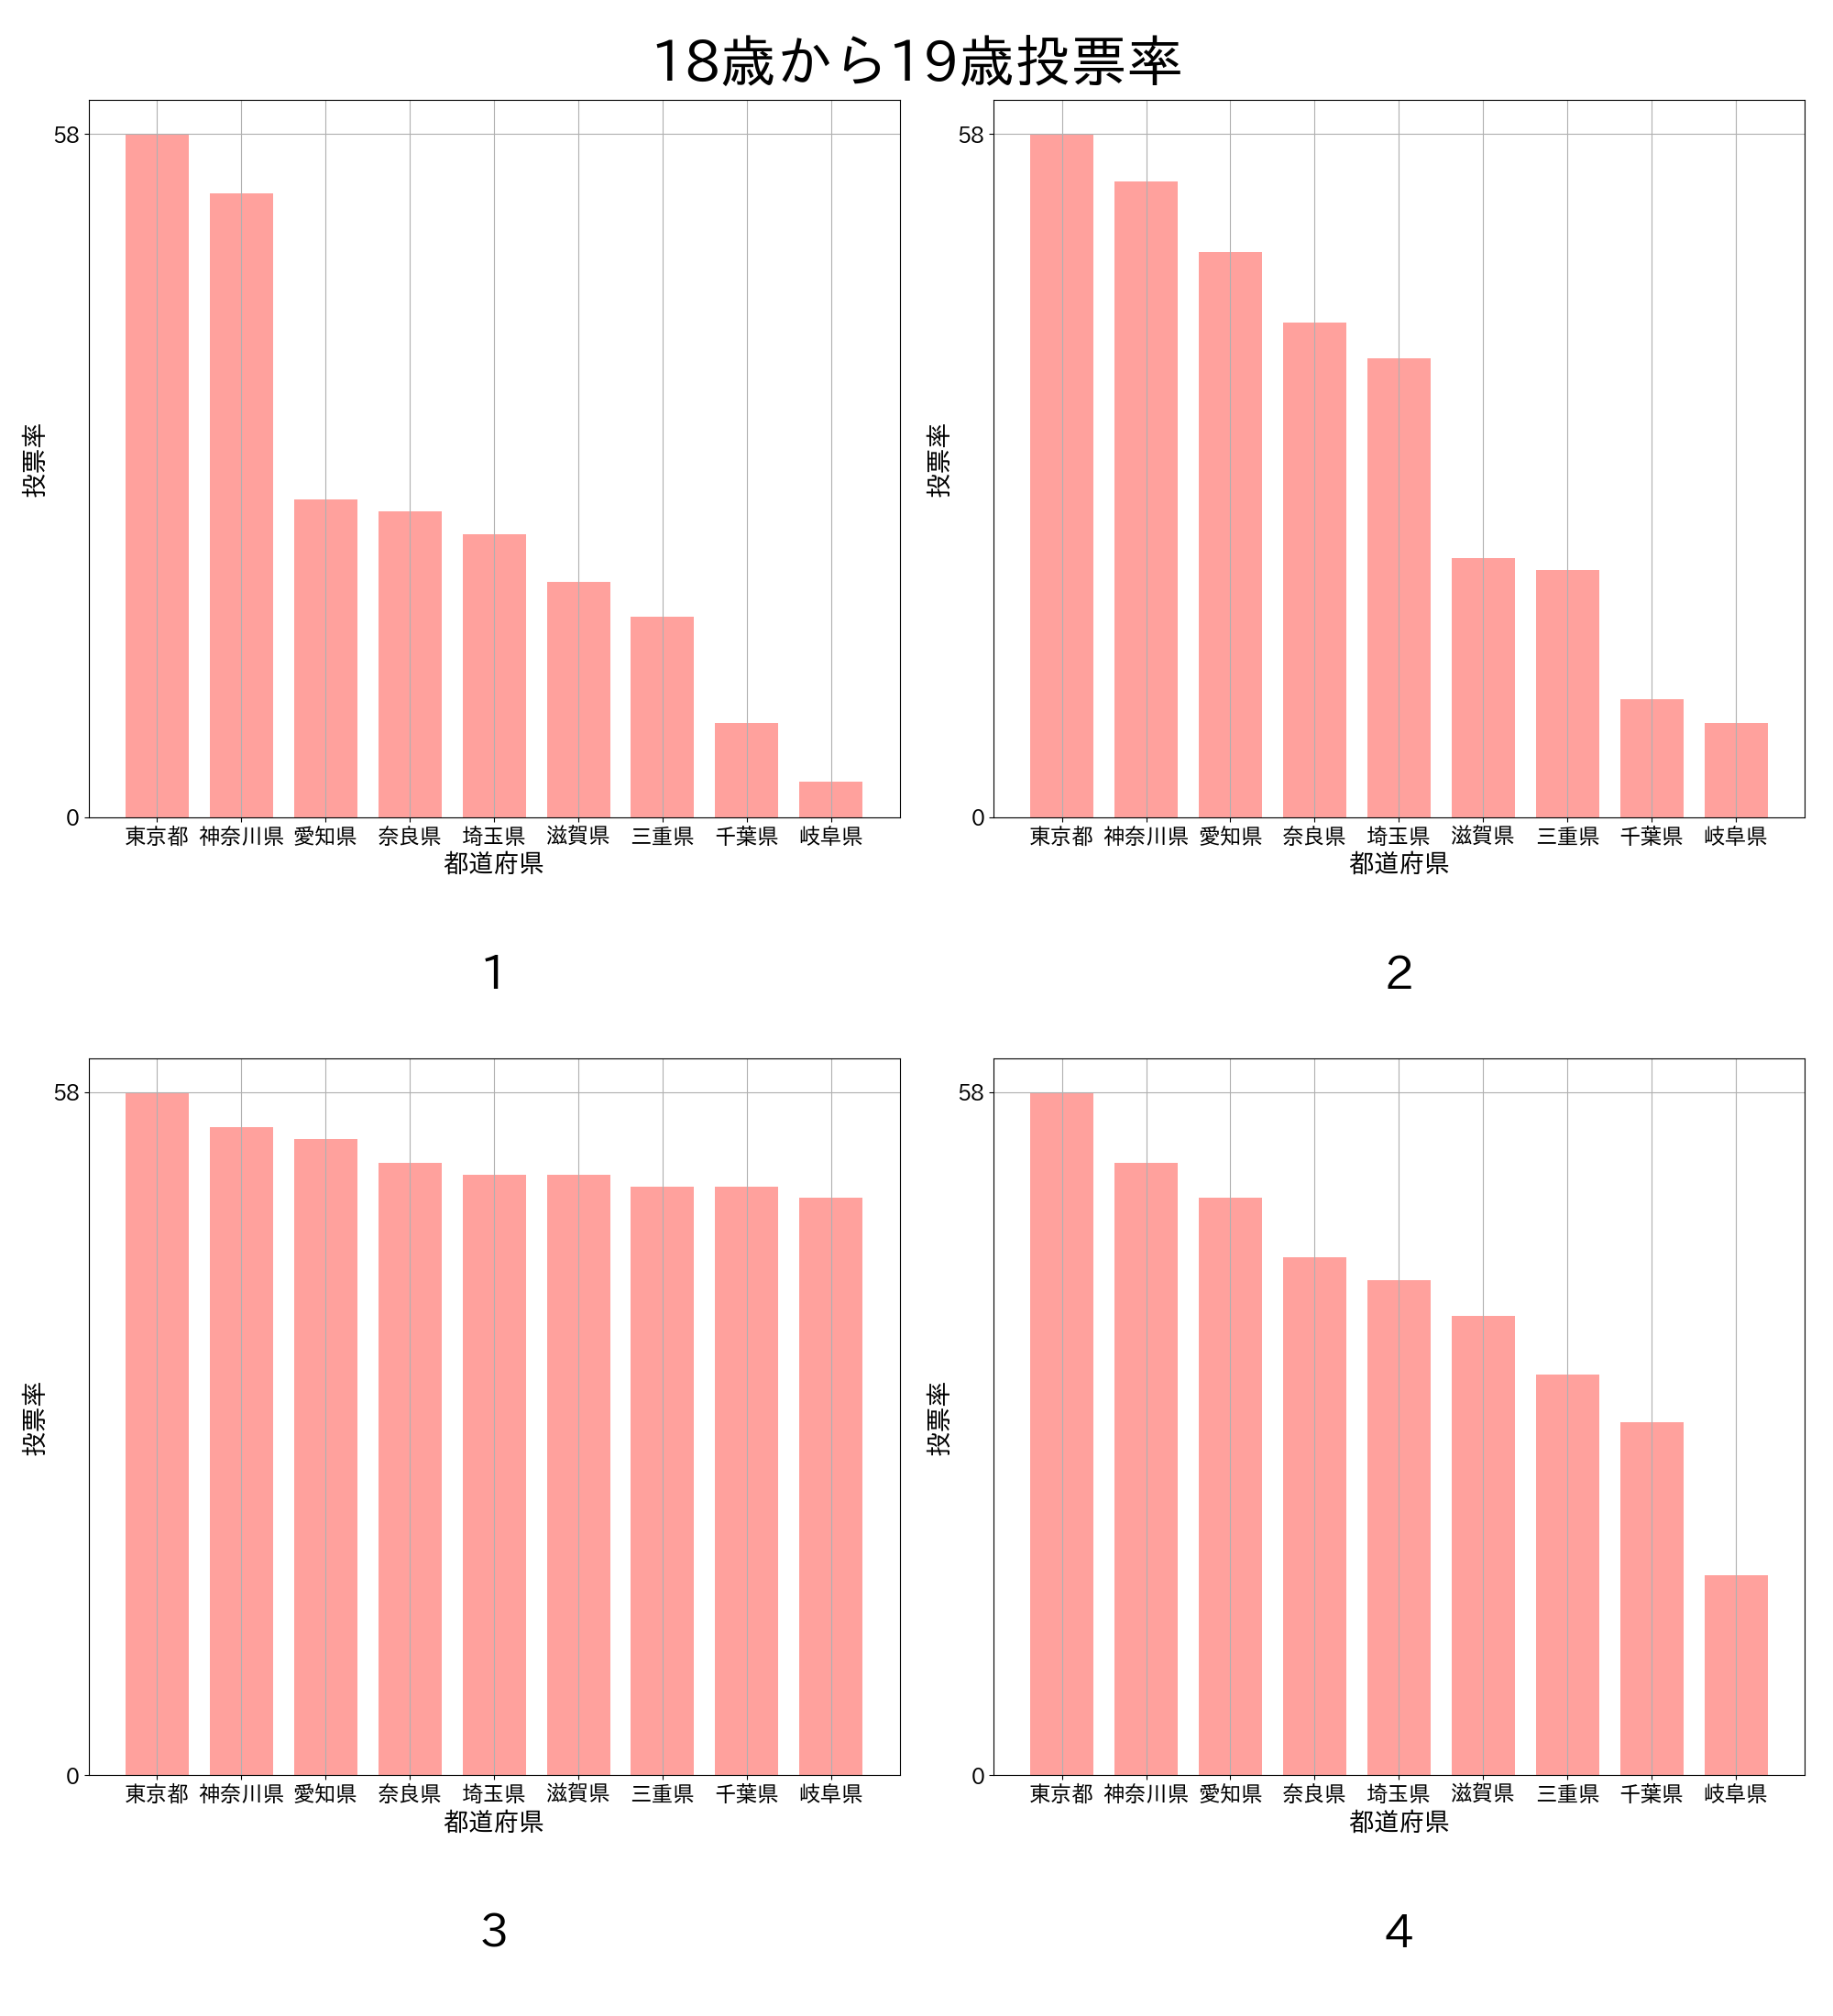 18歳から19歳投票率
58
0
投票率
東京都 神奈川県 愛知県 奈良県 埼玉県 滋賀県 三重県 千葉県 岐阜県
都道府県
1
58
0
投票率
東京都 神奈川県 愛知県 奈良県 埼玉県 滋賀県 三重県 千葉県 岐阜県
都道府県
2
58
0
投票率
東京都 神奈川県 愛知県 奈良県 埼玉県 滋賀県 三重県 千葉県 岐阜県
都道府県
3
58
0
投票率
東京都 神奈川県 愛知県 奈良県 埼玉県 滋賀県 三重県 千葉県 岐阜県
都道府県
4